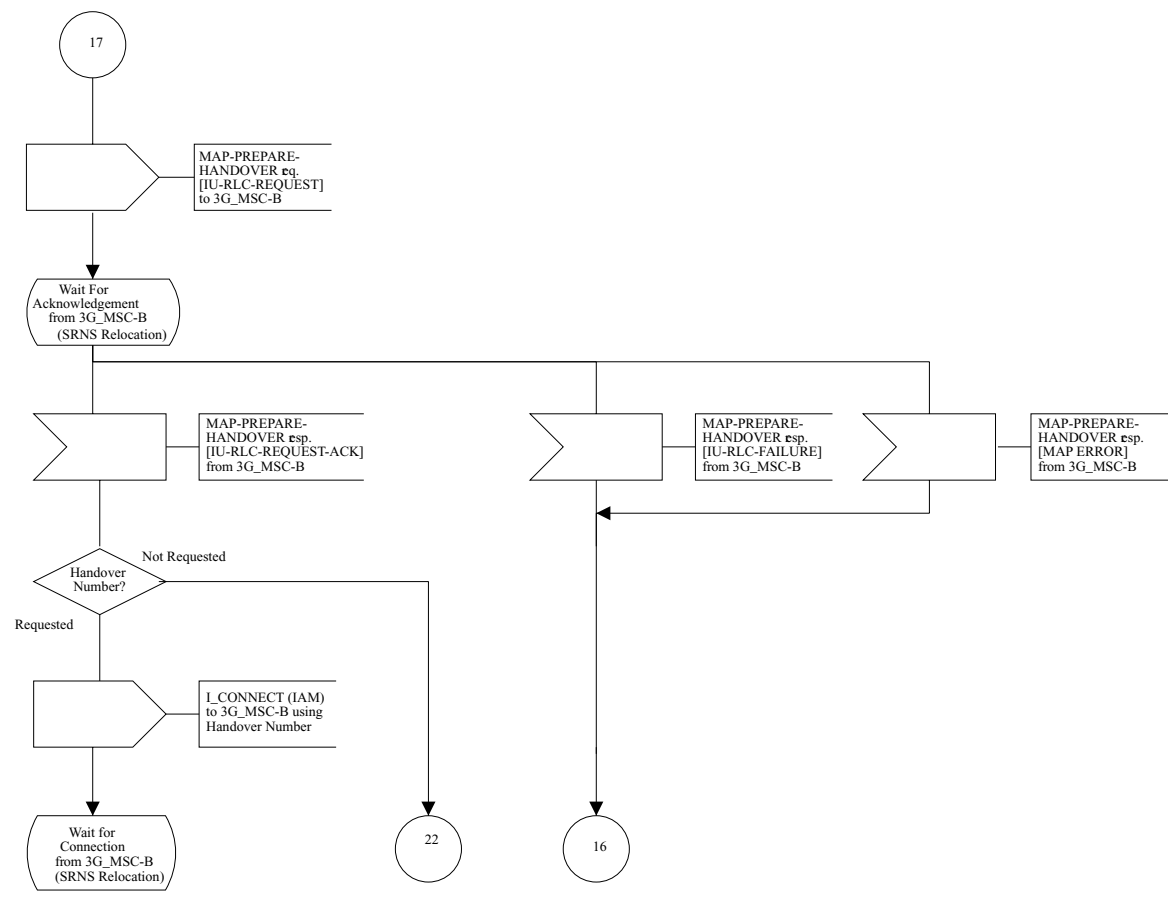 17
MAP-PREPARE-
HANDOVER req.
[IU-RLC-REQUEST]
to 3G_MSC-B
Wait For
Acknowledgement
from 3G_MSC-B
(SRNS Relocation)
MAP-PREPARE-
HANDOVER resp.
[IU-RLC-REQUEST-ACK]
from 3G_MSC-B
MAP-PREPARE-
HANDOVER resp.
[IU-RLC-FAILURE]
from 3G_MSC-B
MAP-PREPARE-
HANDOVER resp.
[MAP ERROR]
from 3G_MSC-B
Not Requested
Handover
Number?
Requested
I_CONNECT (IAM)
to 3G_MSC-B using
Handover Number
Wait for
Connection
from 3G_MSC-B
(SRNS Relocation)
22
16